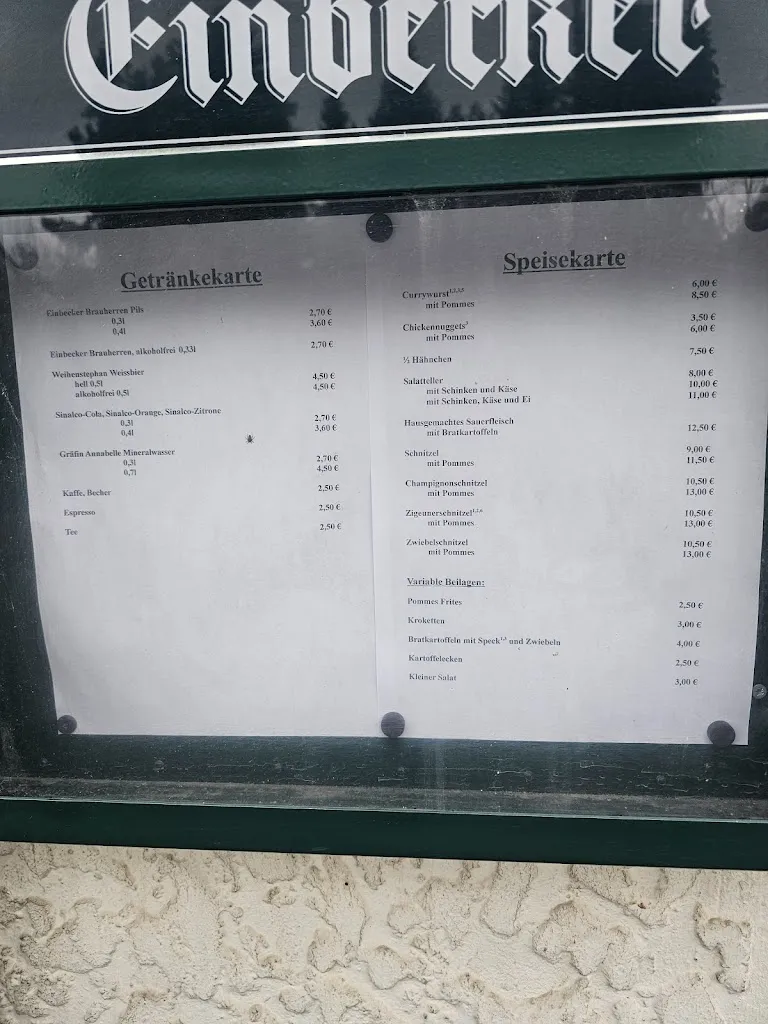 Einbecker
Getränkekarte
Einbecker Brauherren Pils
0,3l 2,70 €
0,4l 3,60 €
Einbecker Brauherren, alkoholfrei 0,33l 2,70 €
Weihenstephan Weissbier
hell 0,5l 4,50 €
alkoholfrei 0,5l 4,50 €
Sinalco-Cola, Sinalco-Orange, Sinalco-Zitrone
0,3l 2,70 €
0,4l 3,60 €
Gräfin Annabelle Mineralwasser
0,3l 2,70 €
0,7l 4,50 €
Kaffe, Becher 2,50 €
Espresso 2,50 €
Tee 2,50 €
Speisekarte
Currywurst 6,00 €
mit Pommes 8,50 €
Chickennuggets 3,50 €
mit Pommes 6,00 €
½ Hähnchen 7,50 €
Salatteller 8,00 €
mit Schinken und Käse 10,00 €
mit Schinken, Käse und Ei 11,00 €
Hausgemachtes Sauerfleisch
mit Bratkartoffeln 12,50 €
Schnitzel 9,00 €
mit Pommes 11,50 €
Champignonschnitzel 10,50 €
mit Pommes 13,00 €
Zigeunerschnitzel 10,50 €
mit Pommes 13,00 €
Zwiebelschnitzel 10,50 €
mit Pommes 13,00 €
Variable Beilagen:
Pommes Frites 2,50 €
Kroketten 3,00 €
Bratkartoffeln mit Speck und Zwiebeln 4,00 €
Kartoffelecken 2,50 €
Kleiner Salat 3,00 €